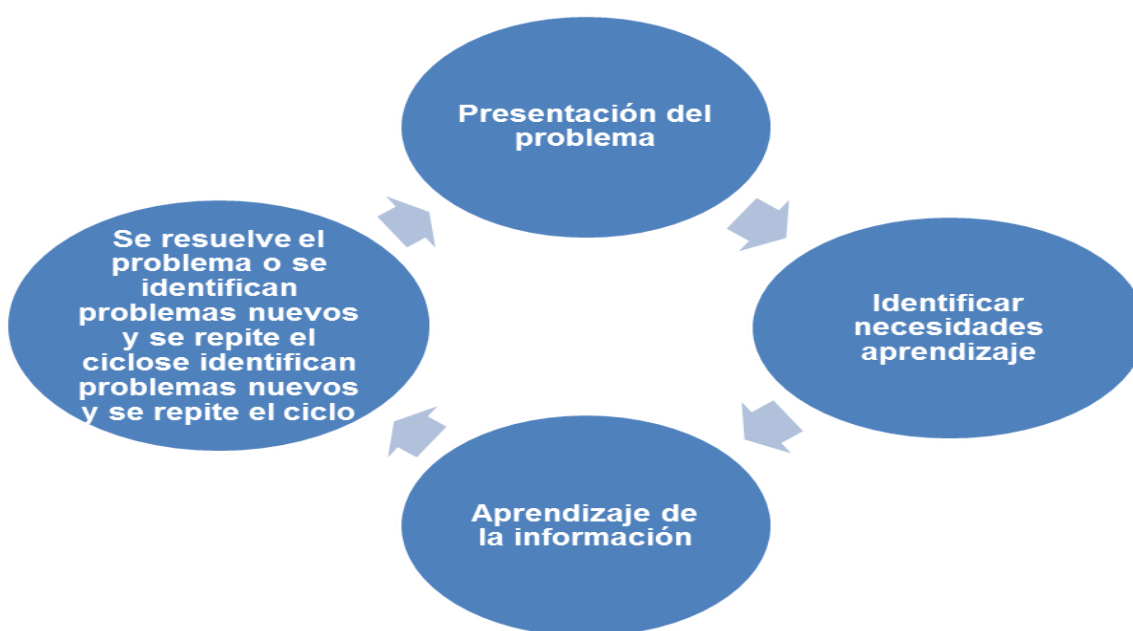 Presentación del
problema
Identificar
necesidades
aprendizaje
Aprendizaje de
la información
Se resuelve el
problema o se
identifican
problemas nuevos
y se repite el
ciclose identifican
problemas nuevos
y se repite el ciclo